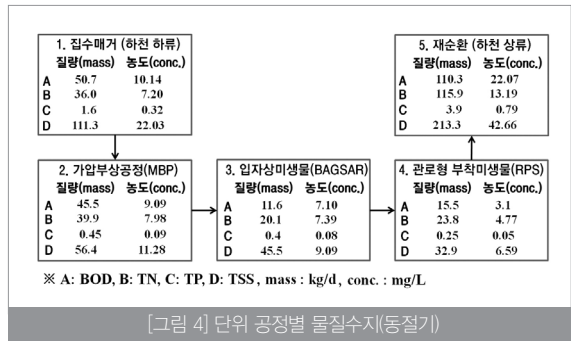 1. 집수매거 (하천 하류)
질량(mass) 농도(conc.)
A 50.7 10.14
B 36.0 7.20
C 1.6 0.32
D 111.3 22.03
5. 재순환 (하천 상류)
질량(mass) 농도(conc.)
A 110.3 22.07
B 115.9 13.19
C 3.9 0.79
D 213.3 42.66
2. 가압부상공정(MBP)
질량(mass) 농도(conc.)
A 45.5 9.09
B 39.9 7.98
C 0.45 0.09
D 56.4 11.28
3. 입자상미생물(BAGSAR)
질량(mass) 농도(conc.)
A 11.6 7.10
B 20.1 7.39
C 0.4 0.08
D 45.5 9.09
4. 관로형 부착미생물(RPS)
질량(mass) 농도(conc.)
A 15.5 3.1
B 23.8 4.77
C 0.25 0.05
D 32.9 6.59
※ A: BOD, B: TN, C: TP, D: TSS, mass : kg/d, conc. : mg/L
[그림 4] 단위 공정별 물질수지(동절기)